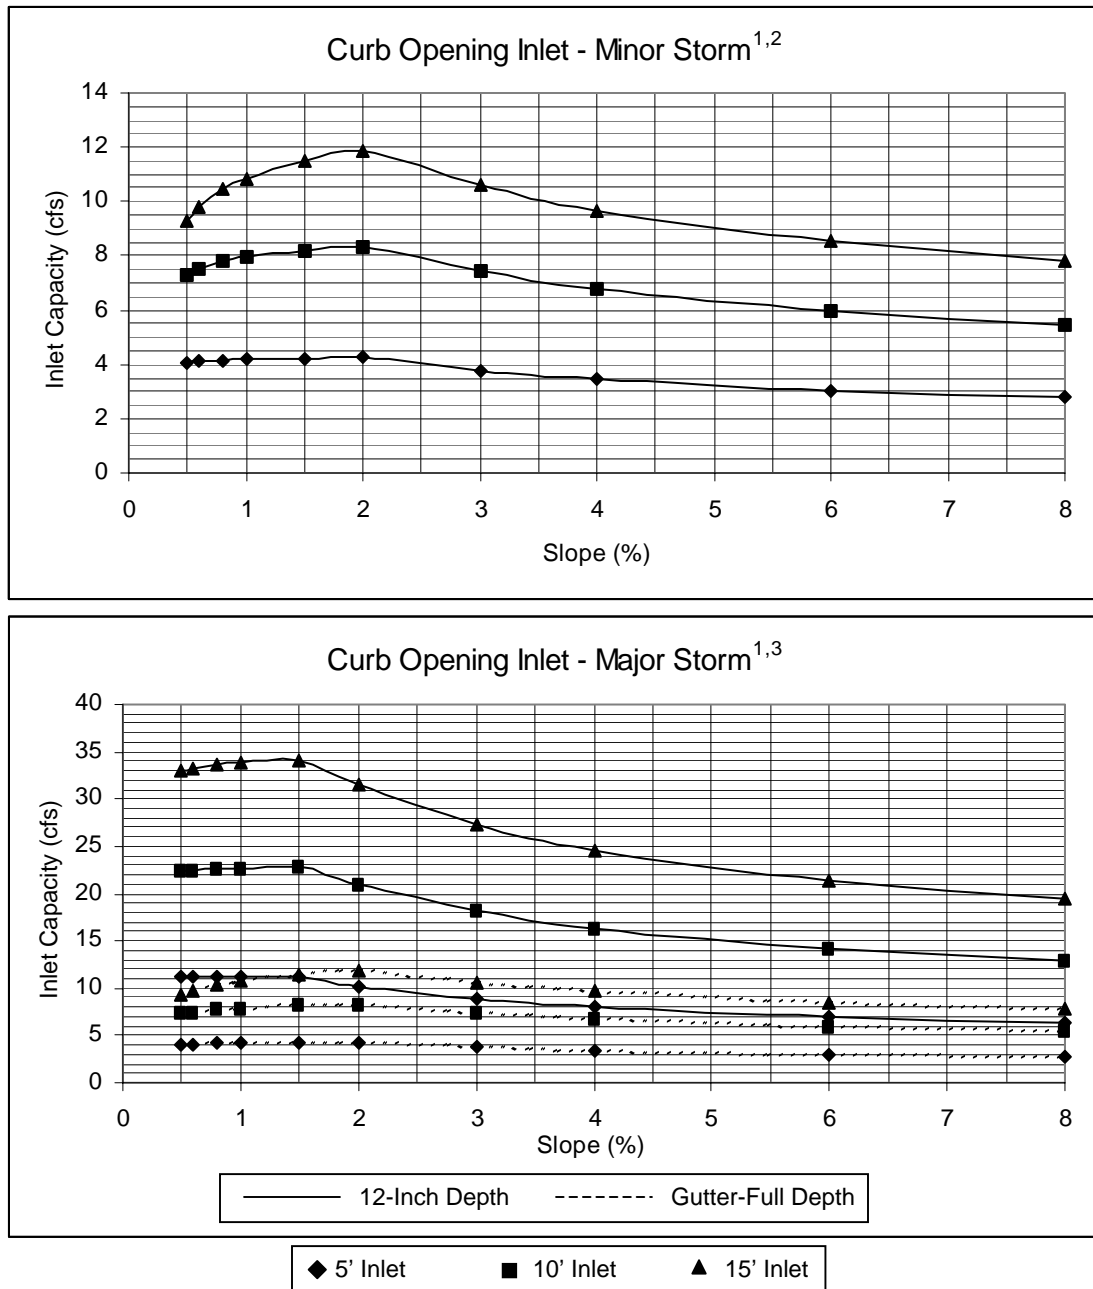 Curb Opening Inlet - Minor Storm1,2
14
12
10
8
6
4
2
0
Inlet Capacity (cfs)
0 1 2 3 4 5 6 7 8
Slope (%)
Curb Opening Inlet - Major Storm1,3
40
35
30
25
20
15
10
5
0
Inlet Capacity (cfs)
0 1 2 3 4 5 6 7 8
Slope (%)
12-Inch Depth Gutter-Full Depth
5' Inlet 10' Inlet 15' Inlet